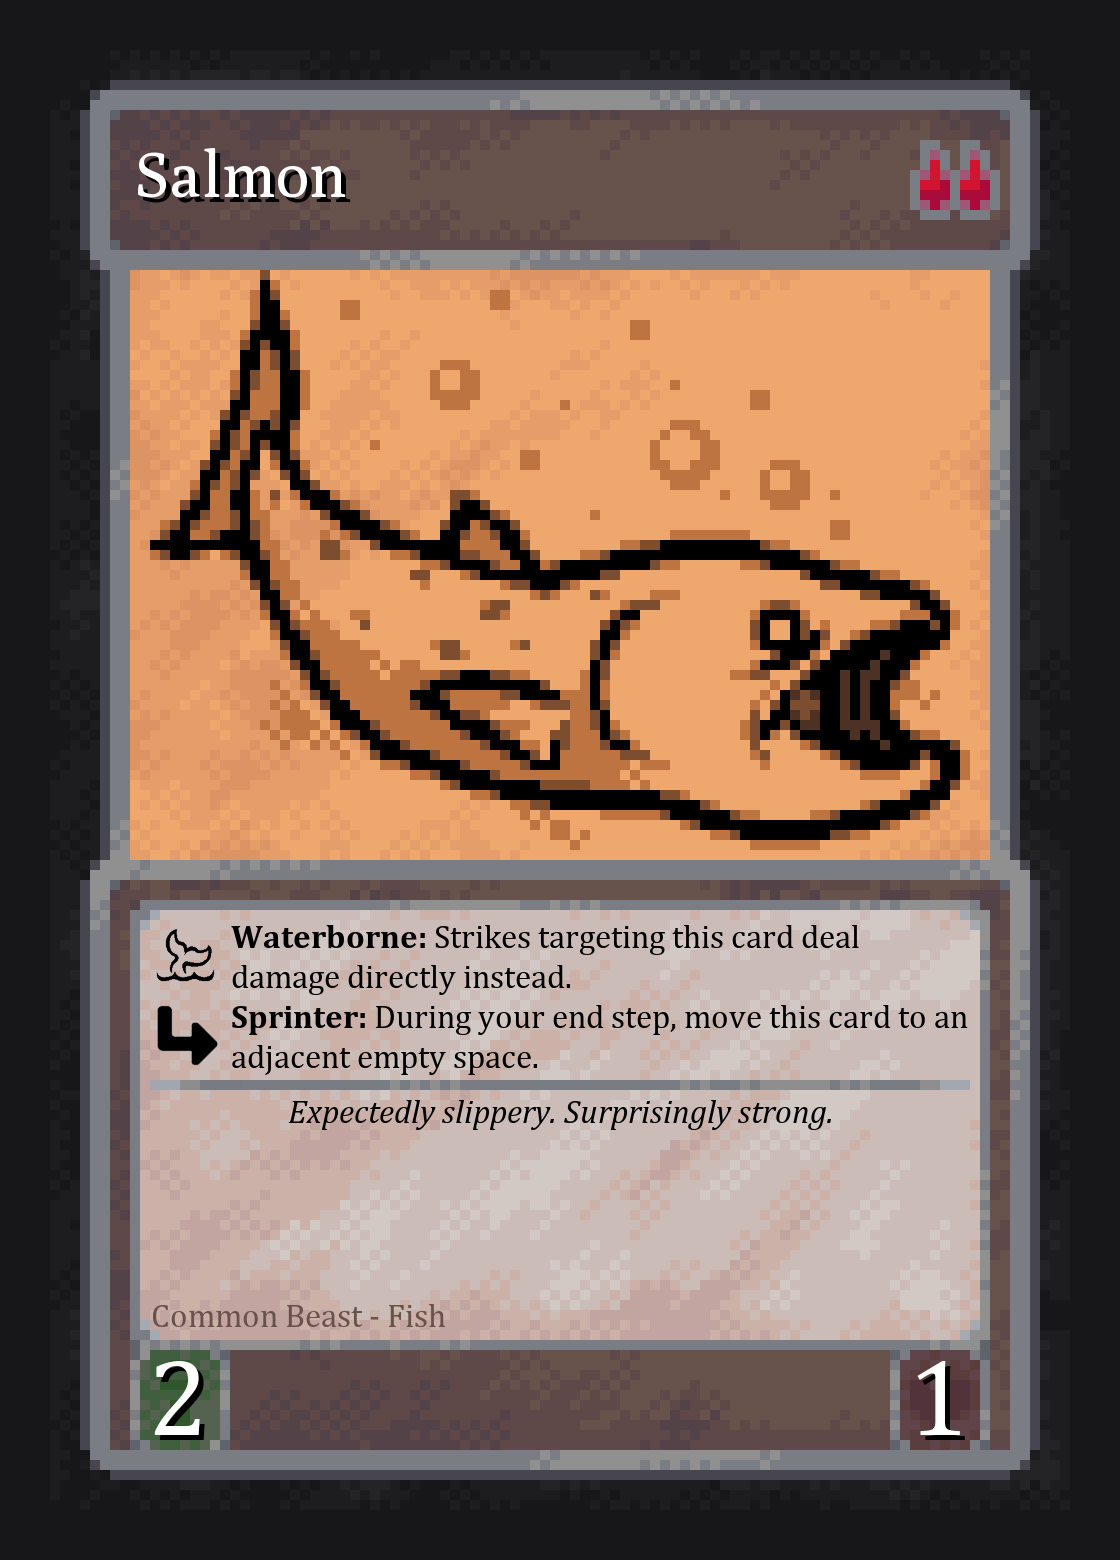 Salmon
Waterborne: Strikes targeting this card deal
damage directly instead.
Sprinter: During your end step, move this card to an
adjacent empty space.
Expectedly slippery. Surprisingly strong.
Common Beast - Fish
2
1